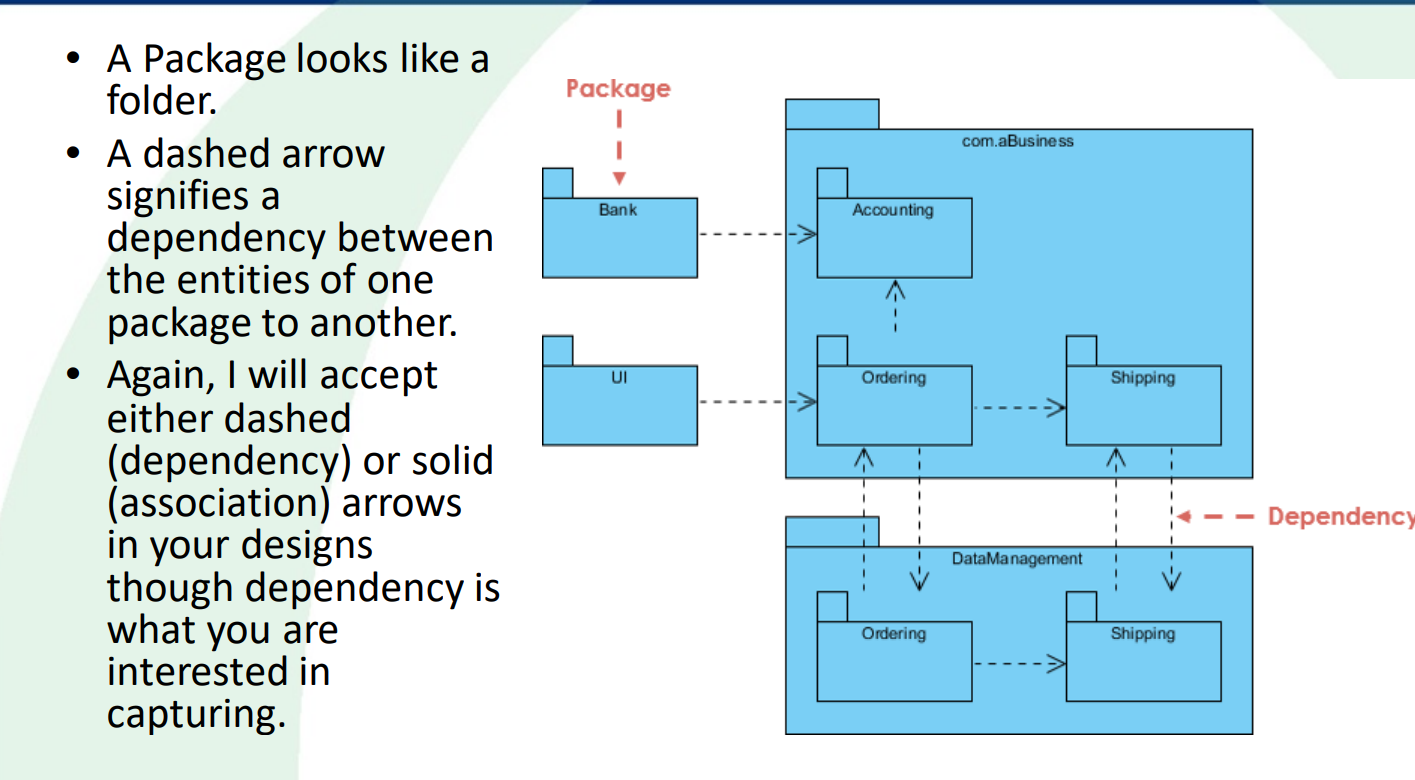 • A Package looks like a
folder.
• A dashed arrow
signifies a
dependency between
the entities of one
package to another.
• Again, I will accept
either dashed
(dependency) or solid
(association) arrows
in your designs
though dependency is
what you are
interested in
capturing.
Package
com.aBusiness
Bank
Accounting
UI
Ordering
Shipping
Dependency
DataManagement
Ordering
Shipping